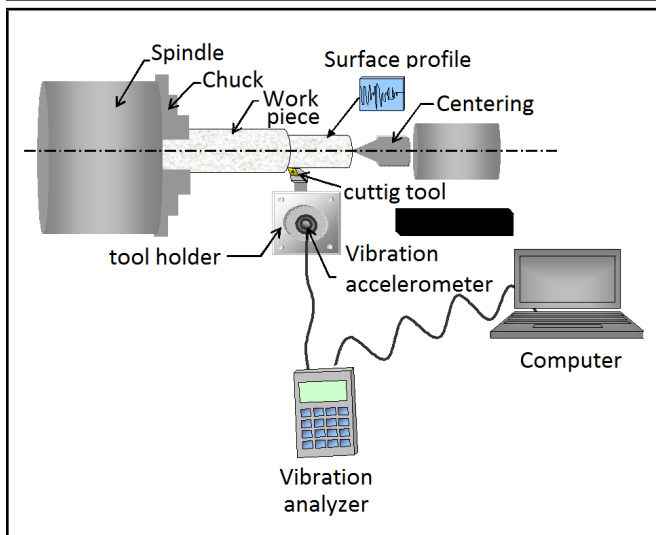 Spindle
Surface profile
Chuck
Work
piece
Centering
cuttig tool
tool holder
Vibration
accelerometer
Computer
Vibration
analyzer